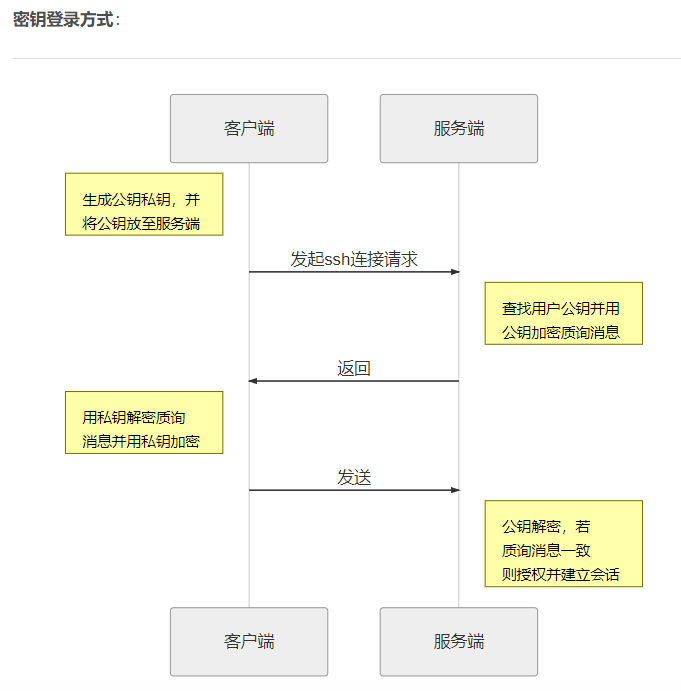 密钥登录方式:
客户端
服务端
生成公钥私钥，并
将公钥放至服务端
发起ssh连接请求
查找用户公钥并用
公钥加密质询消息
返回
用私钥解密质询
消息并用私钥加密
发送
公钥解密，若
质询消息一致
则授权并建立会话
客户端
服务端